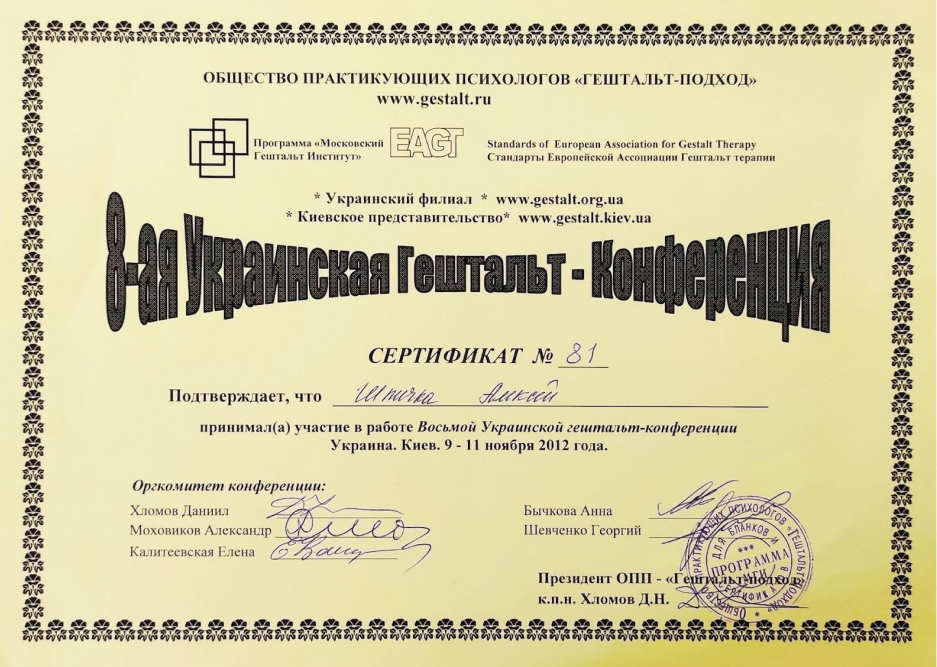 ОБЩЕСТВО ПРАКТИКУЮЩИХ ПСИХОЛОГОВ «ГЕШТАЛЬТ-ПОДХОД»
www.gestalt.ru
Программа «Московский
Гештальт Институт»
EAGT
Standards of European Association for Gestalt Therapy
Стандарты Европейской Ассоциации Гештальт терапии
* Украинский филиал * www.gestalt.org.ua
* Киевское представительство* www.gestalt.kiev.ua
8-ая Украинская Гештальт - Конференция
СЕРТИФИКАТ № 81
Подтверждает, что Шпичка Алексей
принимал(а) участие в работе Восьмой Украинской гештальт-конференции
Украина. Киев. 9 - 11 ноября 2012 года.
Оргкомитет конференции:
Хломов Даниил
Моховиков Александр
Калитеевская Елена
Бычкова Анна
Шевченко Георгий
Президент ОПП - «Гештальт-подход»
к.п.н. Хломов Д.Н.
ОБЩЕСТВО ПРАКТИКУЮЩИХ ПСИХОЛОГОВ «ГЕШТАЛЬТ-ПОДХОД»
ДЛЯ БЛАНКОВ И
***
ПРОГРАММА
МГИ